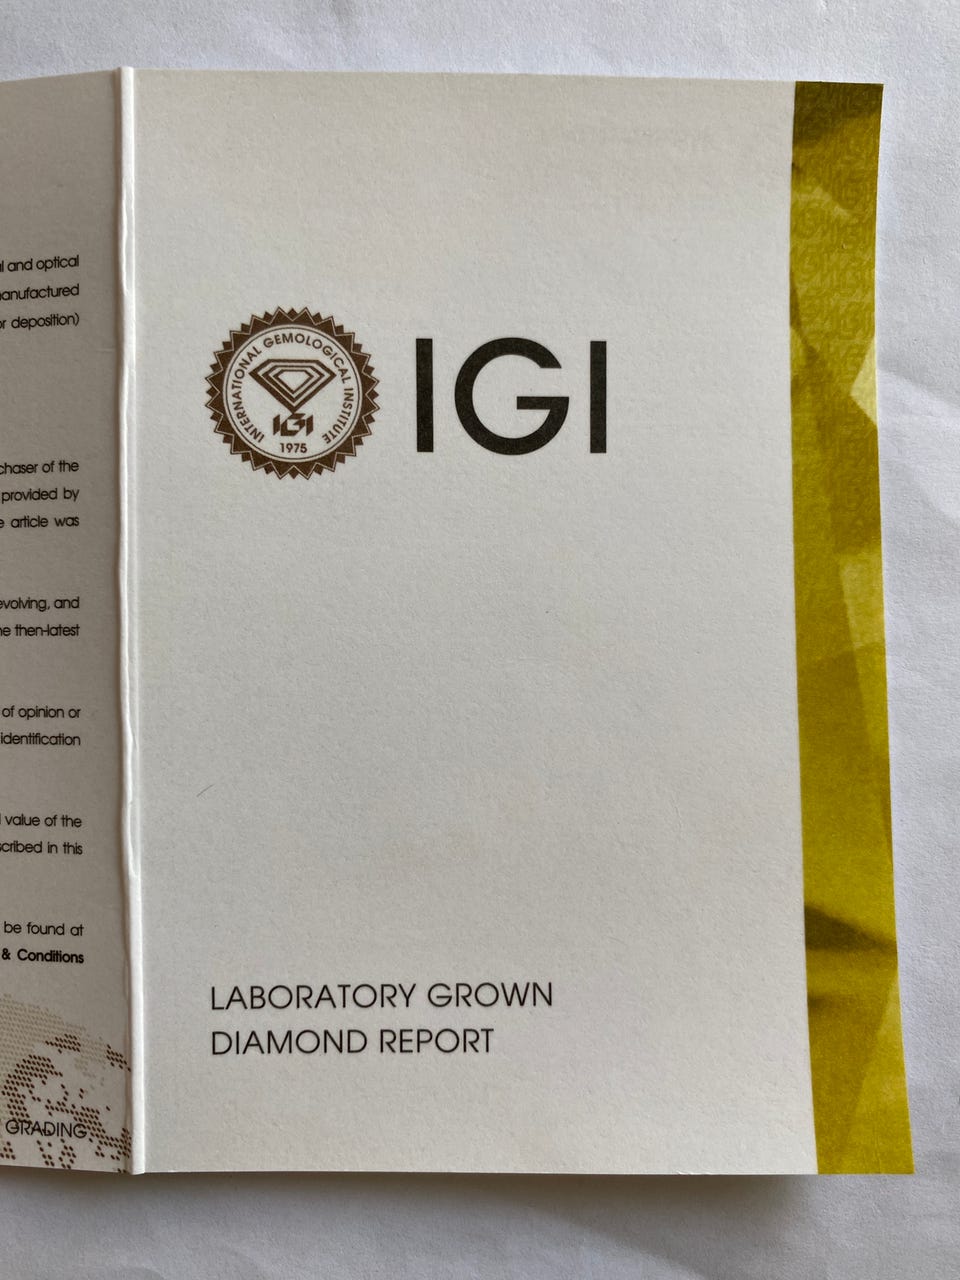 and optical
manufactured
or deposition)
chaser of the
provided by
article was
evolving, and
the then-latest
of opinion or
identification
value of the
scribed in this
be found at
& Conditions
GRADING
INTERNATIONAL GEMOLOGICAL INSTITUTE
IGI
1975
IGI
LABORATORY GROWN
DIAMOND REPORT